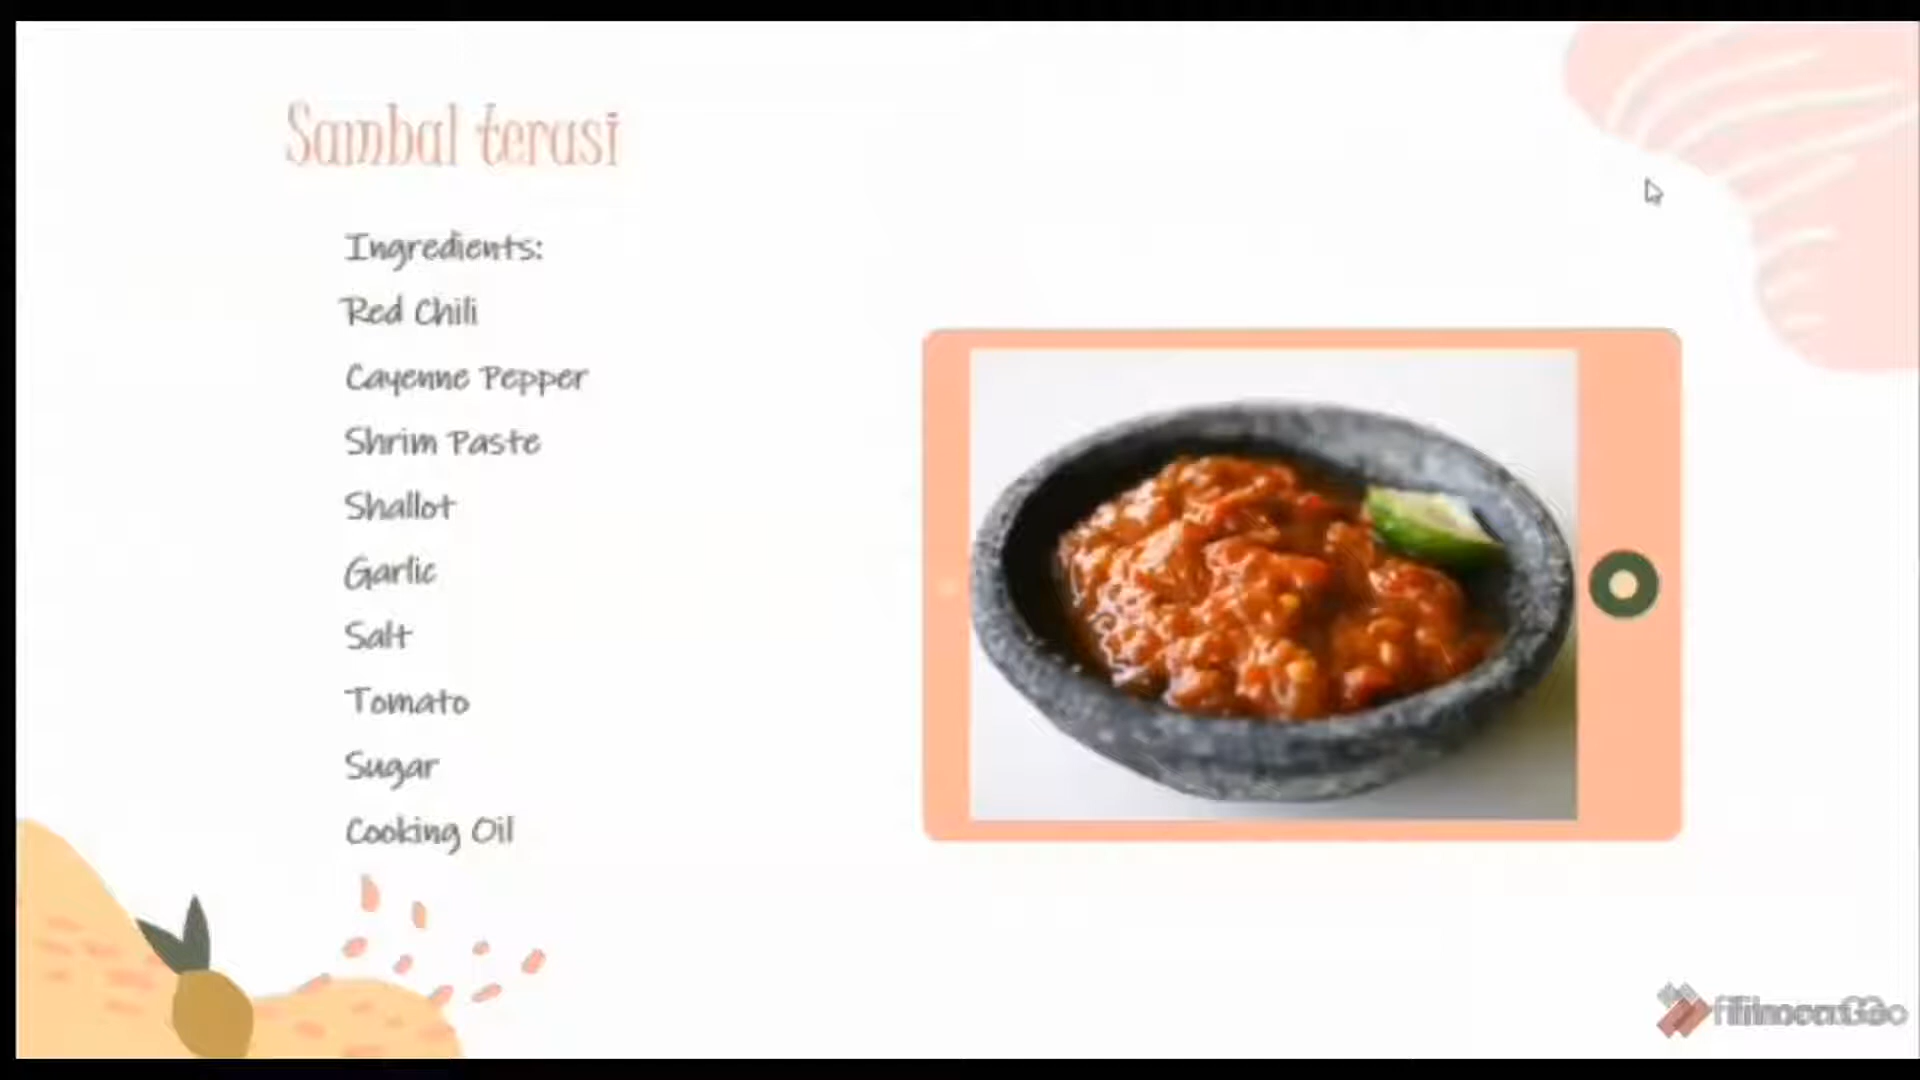 Sambal terasi
Ingredients:
Red Chili
Cayenne Pepper
Shrim Paste
Shallot
Garlic
Salt
Tomato
Sugar
Cooking Oil